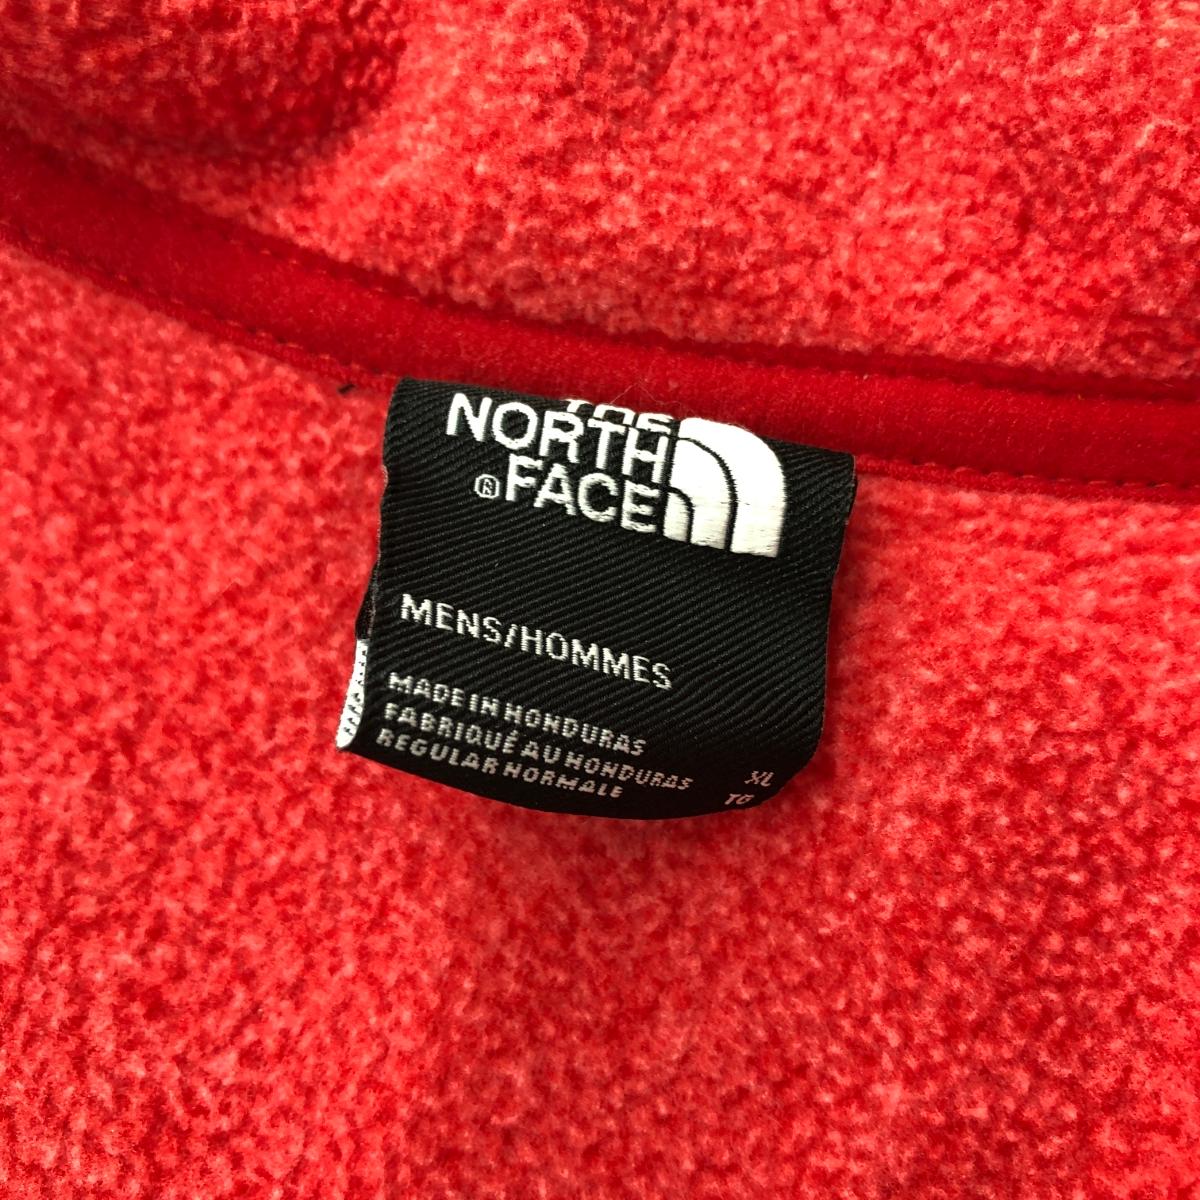 THE
NORTH
®FACE
MENS/HOMMES
MADE IN HONDURAS
FABRIQUÉ AU HONDURAS
REGULAR NORMALE
XL
TG